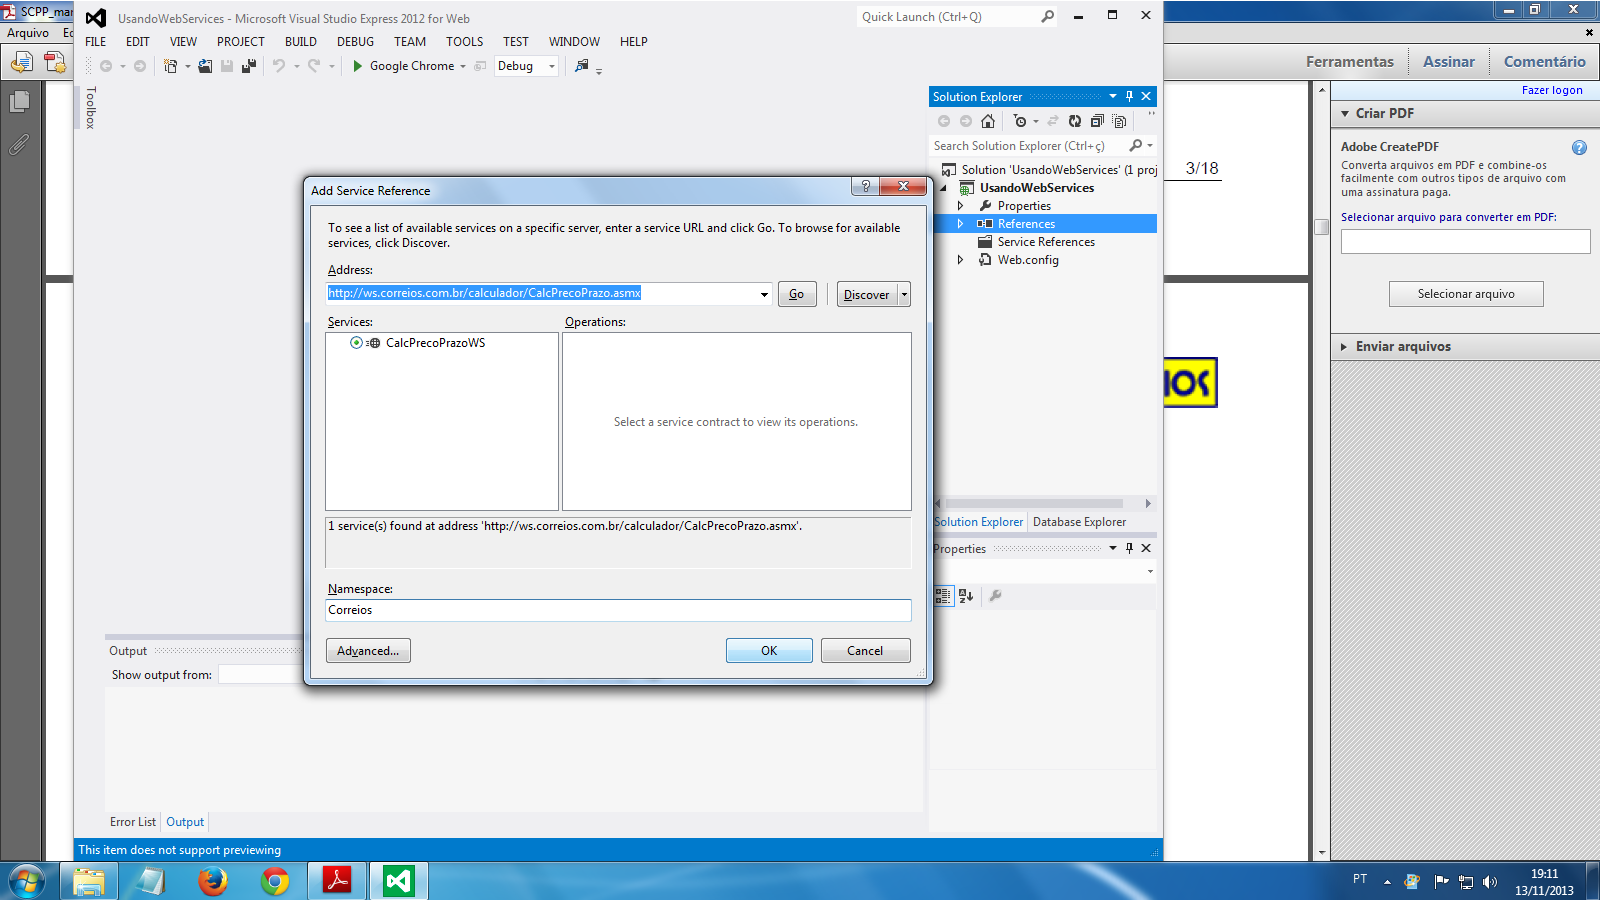 SCPP_mar
UsandoWebServices - Microsoft Visual Studio Express 2012 for Web
Quick Launch (Ctrl+Q)
Arquivo
FILE EDIT VIEW PROJECT BUILD DEBUG TEAM TOOLS TEST WINDOW HELP
Google Chrome
Debug
Ferramentas
Assinar
Comentário
Toolbox
Solution Explorer
Search Solution Explorer (Ctrl+ç)
Solution 'UsandoWebServices' (1 proj
UsandoWebServices
Properties
References
Service References
Web.config
Solution Explorer
Database Explorer
Properties
3/18
Fazer logon
Criar PDF
Adobe CreatePDF
Converta arquivos em PDF e combine-os
facilmente com outros tipos de arquivo com
uma assinatura paga.
Selecionar arquivo para converter em PDF:
Selecionar arquivo
Enviar arquivos
Add Service Reference
To see a list of available services on a specific server, enter a service URL and click Go. To browse for available
services, click Discover.
Address:
http://ws.correios.com.br/calculador/CalcPrecoPrazo.asmx
Go
Discover
Services:
Operations:
CalcPrecoPrazoWS
Select a service contract to view its operations.
1 service(s) found at address 'http://ws.correios.com.br/calculador/CalcPrecoPrazo.asmx'.
Namespace:
Correios
Advanced...
OK
Cancel
Output
Show output from:
Error List
Output
This item does not support previewing
PT
19:11
13/11/2013